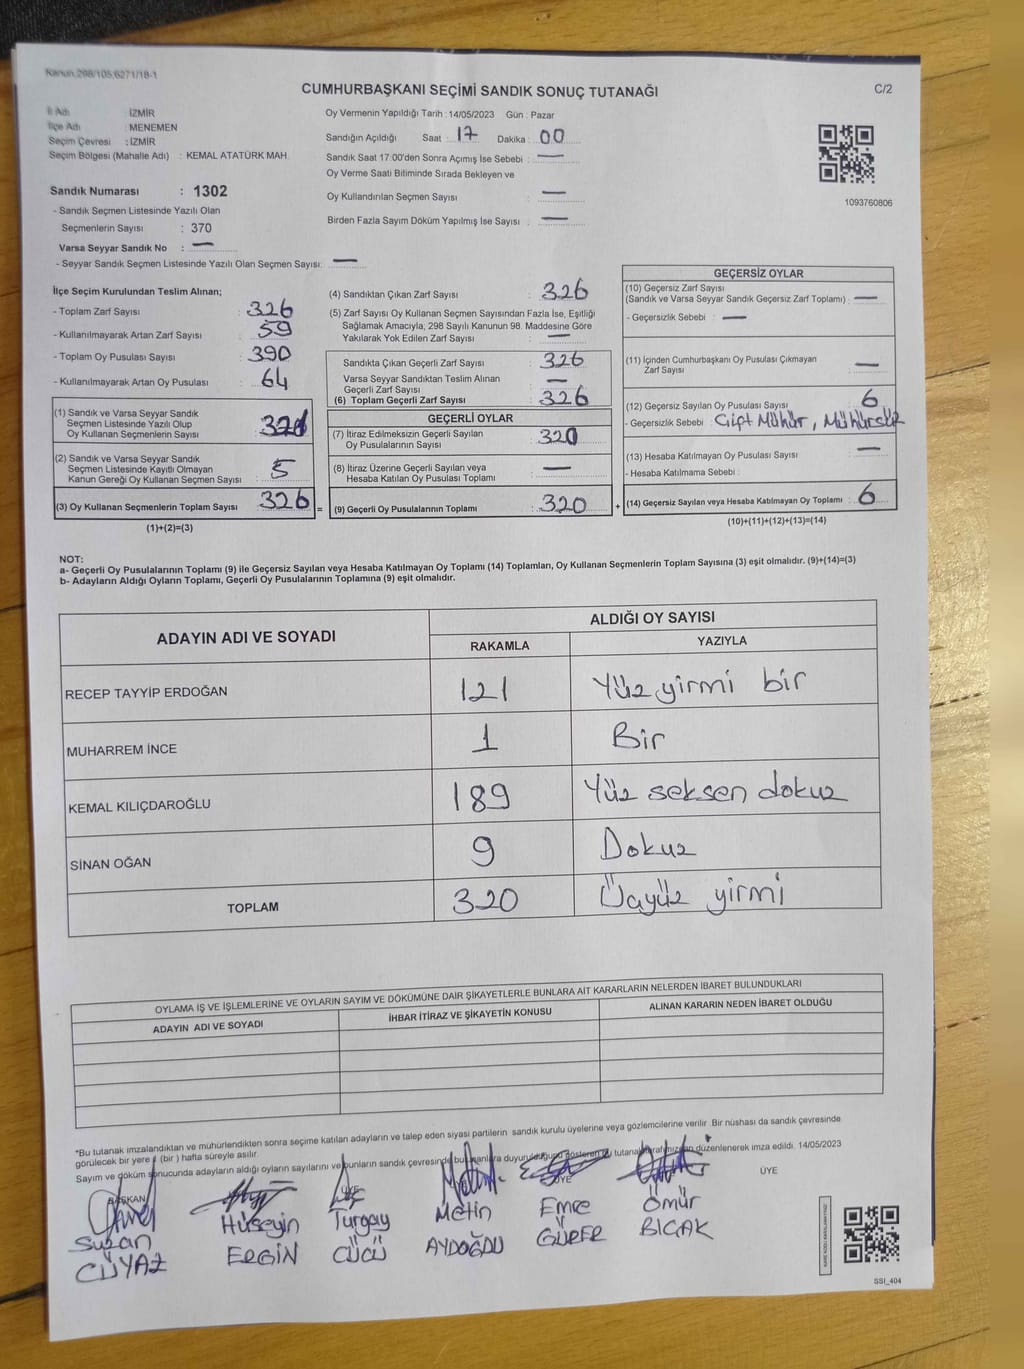 Kanun 298/105,6271/18-1
CUMHURBAŞKANI SEÇİMİ SANDIK SONUÇ TUTANAĞI
C/2
İl Adı : İZMİR
İlçe Adı : MENEMEN
Seçim Çevresi : İZMİR
Seçim Bölgesi (Mahalle Adı) : KEMAL ATATÜRK MAH.
Sandık Numarası : 1302
- Sandık Seçmen Listesinde Yazılı Olan
Seçmenlerin Sayısı : 370
Varsa Seyyar Sandık No : —
- Seyyar Sandık Seçmen Listesinde Yazılı Olan Seçmen Sayısı: —
Oy Vermenin Yapıldığı Tarih : 14/05/2023 Gün : Pazar
Sandığın Açıldığı Saat : 17 Dakika : 00
Sandık Saat 17:00'den Sonra Açımış İse Sebebi : —
Oy Verme Saati Bitiminde Sırada Bekleyen ve
Oy Kullandırılan Seçmen Sayısı : —
Birden Fazla Sayım Döküm Yapılmış İse Sayısı : —
1093760806
İlçe Seçim Kurulundan Teslim Alınan;
- Toplam Zarf Sayısı : 326
- Kullanılmayarak Artan Zarf Sayısı : 59
- Toplam Oy Pusulası Sayısı : 390
- Kullanılmayarak Artan Oy Pusulası : 64
(1) Sandık ve Varsa Seyyar Sandık
Seçmen Listesinde Yazılı Olup
Oy Kullanan Seçmenlerin Sayısı :
(2) Sandık ve Varsa Seyyar Sandık
Seçmen Listesinde Kayıtlı Olmayan
Kanun Gereği Oy Kullanan Seçmen Sayısı : 5
(3) Oy Kullanan Seçmenlerin Toplam Sayısı : 326 =
(1)+(2)=(3)
(4) Sandıktan Çıkan Zarf Sayısı : 326
(5) Zarf Sayısı Oy Kullanan Seçmen Sayısından Fazla İse, Eşitliği
Sağlamak Amacıyla, 298 Sayılı Kanunun 98. Maddesine Göre
Yakılarak Yok Edilen Zarf Sayısı : —
Sandıkta Çıkan Geçerli Zarf Sayısı : 326
Varsa Seyyar Sandıktan Teslim Alınan
Geçerli Zarf Sayısı : —
(6) Toplam Geçerli Zarf Sayısı : 326
GEÇERLİ OYLAR
(7) İtiraz Edilmeksizin Geçerli Sayılan
Oy Pusulalarının Sayısı : 320
(8) İtiraz Üzerine Geçerli Sayılan veya
Hesaba Katılan Oy Pusulası Toplamı : —
(9) Geçerli Oy Pusulalarının Toplamı : 320 +
GEÇERSİZ OYLAR
(10) Geçersiz Zarf Sayısı
(Sandık ve Varsa Seyyar Sandık Geçersiz Zarf Toplamı) : —
- Geçersizlik Sebebi : —
(11) İçinden Cumhurbaşkanı Oy Pusulası Çıkmayan
Zarf Sayısı : —
(12) Geçersiz Sayılan Oy Pusulası Sayısı : 6
- Geçersizlik Sebebi : Çift Mühür, Mühürsüz
(13) Hesaba Katılmayan Oy Pusulası Sayısı : —
- Hesaba Katılmama Sebebi :
(14) Geçersiz Sayılan veya Hesaba Katılmayan Oy Toplamı : 6
(10)+(11)+(12)+(13)=(14)
NOT:
a- Geçerli Oy Pusulalarının Toplamı (9) ile Geçersiz Sayılan veya Hesaba Katılmayan Oy Toplamı (14) Toplamları, Oy Kullanan Seçmenlerin Toplam Sayısına (3) eşit olmalıdır. (9)+(14)=(3)
b- Adayların Aldığı Oyların Toplamı, Geçerli Oy Pusulalarının Toplamına (9) eşit olmalıdır.
ADAYIN ADI VE SOYADI ALDIĞI OY SAYISI
RAKAMLA YAZIYLA
RECEP TAYYİP ERDOĞAN 121 Yüz yirmi bir
MUHARREM İNCE 1 Bir
KEMAL KILIÇDAROĞLU 189 Yüz seksen dokuz
SİNAN OĞAN 9 Dokuz
TOPLAM 320 Üçyüz yirmi
OYLAMA İŞ VE İŞLEMLERİNE VE OYLARIN SAYIM VE DÖKÜMÜNE DAİR ŞİKAYETLERLE BUNLARA AİT KARARLARIN NELERDEN İBARET BULUNDUKLARI
ADAYIN ADI VE SOYADI İHBAR İTİRAZ VE ŞİKAYETİN KONUSU ALINAN KARARIN NEDEN İBARET OLDUĞU
*Bu tutanak imzalandıktan ve mühürlendikten sonra seçime katılan adayların ve talep eden siyasi partilerin sandık kurulu üyelerine veya gözlemcilerine verilir. Bir nüshası da sandık çevresinde
görülecek bir yere ( bir ) hafta süreyle asılır.
Sayım ve döküm sonucunda adayların aldığı oyların sayılarını ve bunların sandık çevresinde bu ilanlara duyurulduğunu gösteren bu tutanak tarafımızdan düzenlenerek imza edildi. 14/05/2023
BAŞKAN ÜYE ÜYE ÜYE
Suzan Hüseyin Turgay Metin Emre Ömür
CÜYAZ ERGİN CÜCÜ AYDOĞDU GÜRER BIÇAK
SSI_404